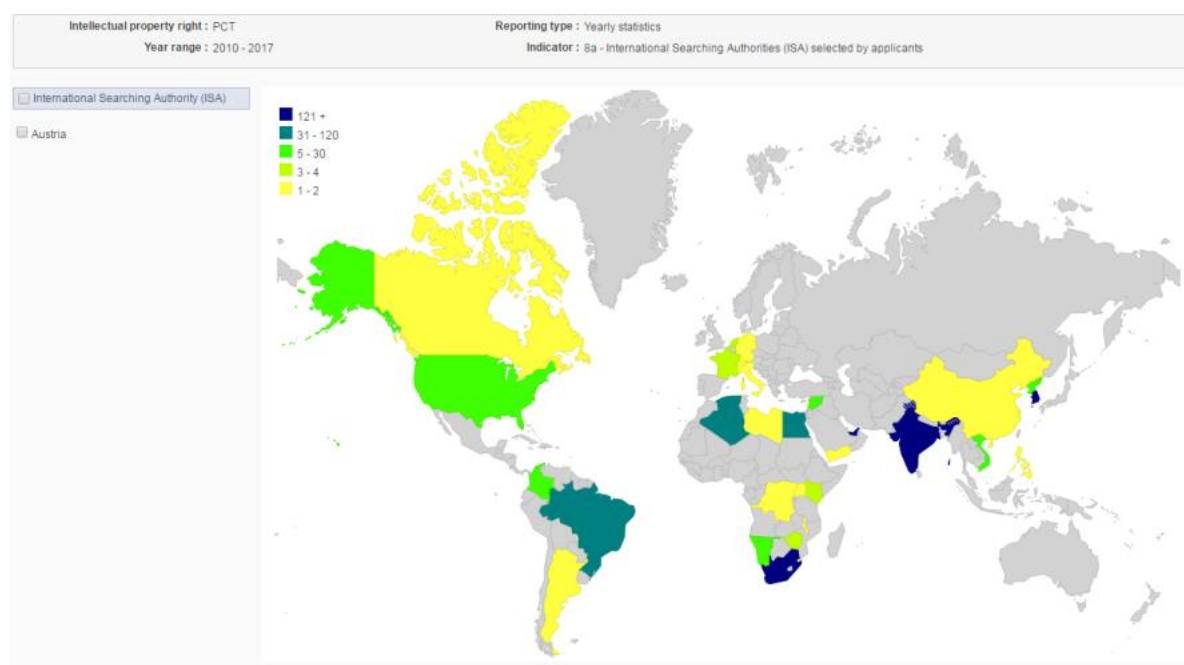 Intellectual property right : PCT
Reporting type : Yearly statistics
Year range : 2010 - 2017
Indicator : 8a - International Searching Authorities (ISA) selected by applicants
International Searching Authority (ISA)
Austria
121 +
31 - 120
5 - 30
3 - 4
1 - 2